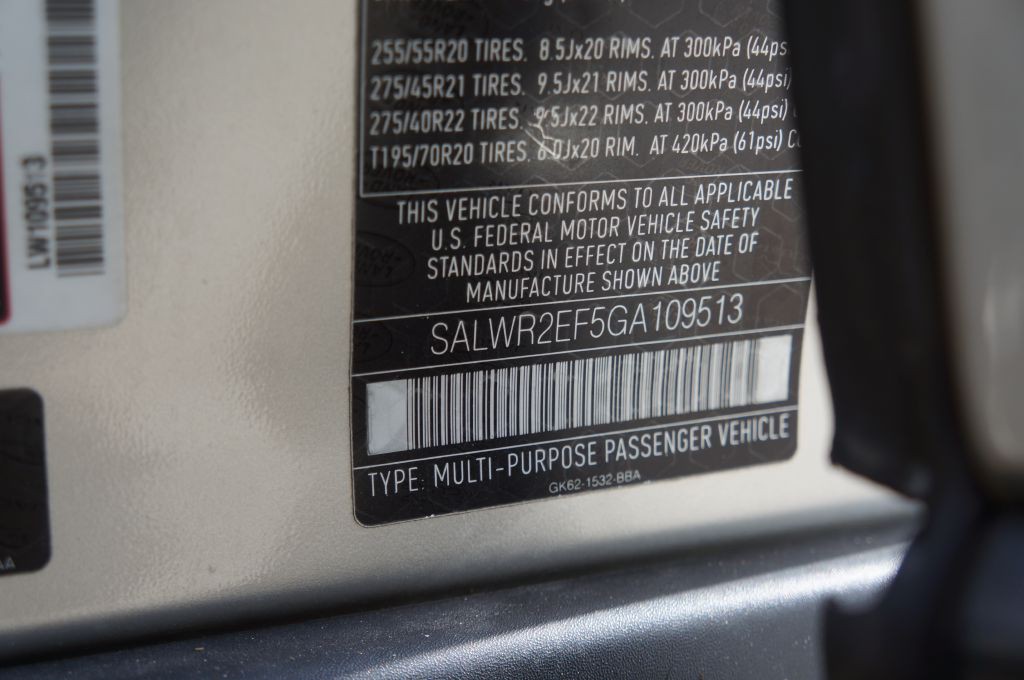 255/55R20 TIRES. 8.5Jx20 RIMS. AT 300kPa (44ps
275/45R21 TIRES. 9.5Jx21 RIMS. AT 300kPa (44psi)
275/40R22 TIRES. 9.5Jx22 RIMS. AT 300kPa (44psi)
T195/70R20 TIRES. 6.0Jx20 RIM. AT 420kPa (61psi) C
THIS VEHICLE CONFORMS TO ALL APPLICABLE
U.S. FEDERAL MOTOR VEHICLE SAFETY
STANDARDS IN EFFECT ON THE DATE OF
MANUFACTURE SHOWN ABOVE
SALWR2EF5GA109513
TYPE: MULTI-PURPOSE PASSENGER VEHICLE
GK62-1532-BBA
LW109513
AA